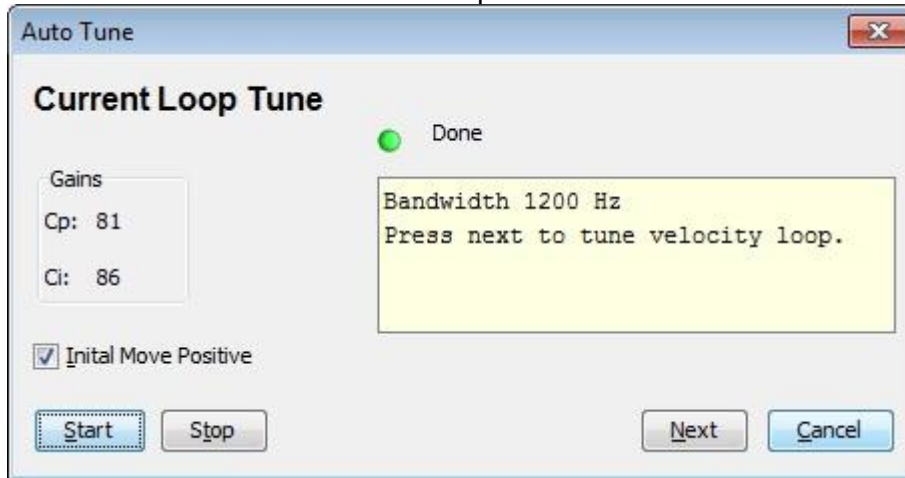 Auto Tune
Current Loop Tune
Done
Gains
Cp: 81
Ci: 86
Bandwidth 1200 Hz
Press next to tune velocity loop.
Inital Move Positive
Start
Stop
Next
Cancel